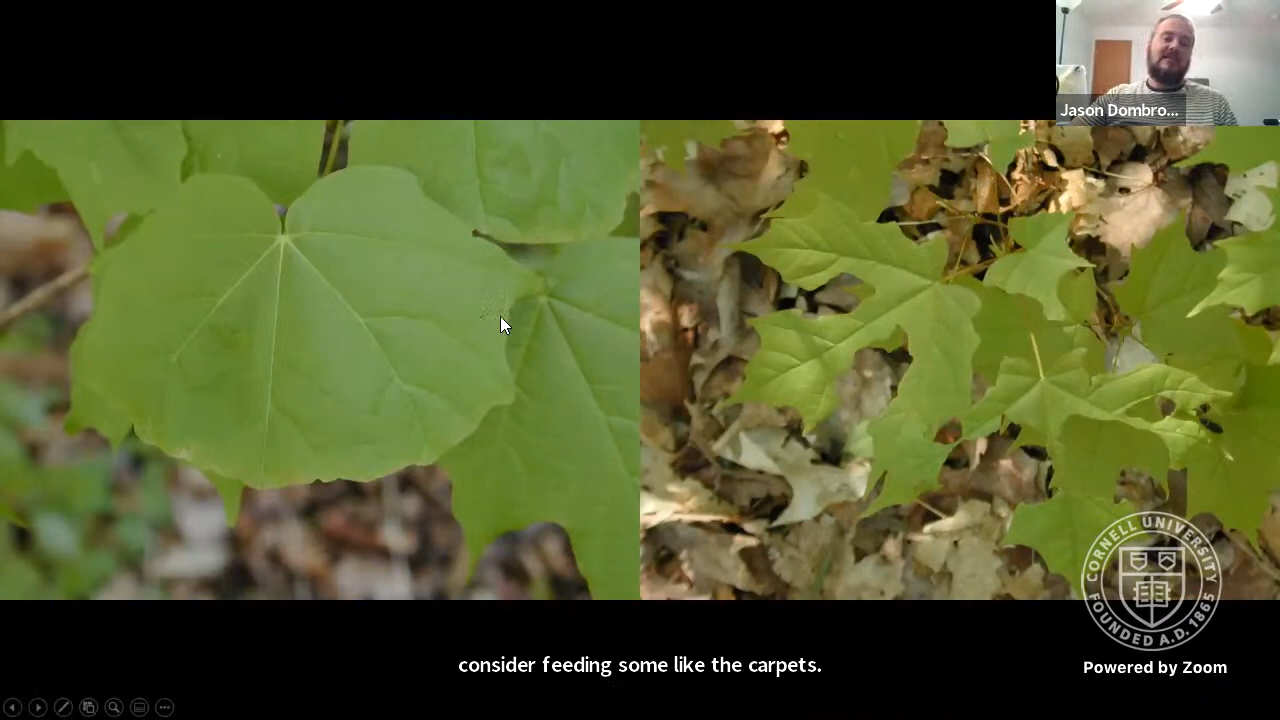 Jason Dombro...
CORNELL UNIVERSITY
FOUNDED A.D. 1865
consider feeding some like the carpets.
Powered by Zoom